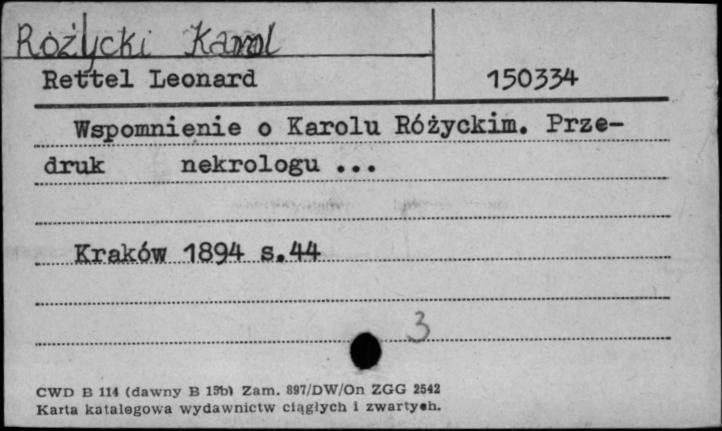 Różycki Karol
Rettel Leonard 150334
Wspomnienie o Karolu Różyckim. Prze-
druk nekrologu ...
Kraków 1894 s.44
3
CWD B 114 (dawny B 15b) Zam. 897/DW/On ZGG 2542
Karta katalogowa wydawnictw ciągłych i zwartych.